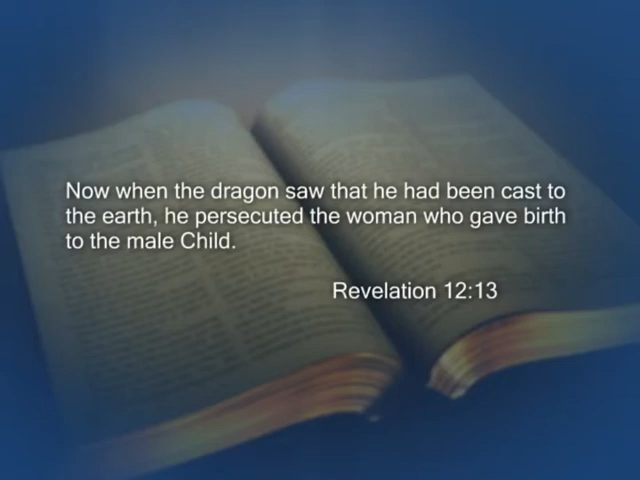 Now when the dragon saw that he had been cast to
the earth, he persecuted the woman who gave birth
to the male Child.
Revelation 12:13